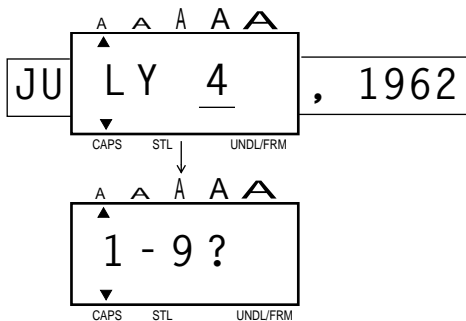 A A A A A
JU LY 4 , 1962
CAPS STL UNDL/FRM
A A A A A
1 - 9 ?
CAPS STL UNDL/FRM